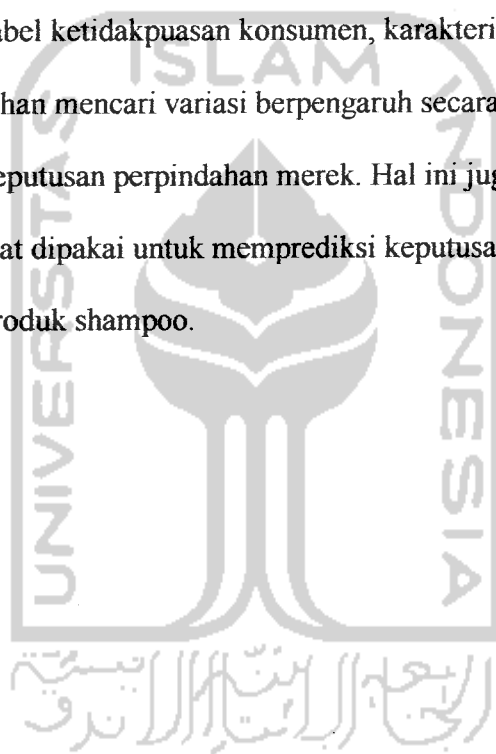 abel ketidakpuasan konsumen, karakteri
han mencari variasi berpengaruh secara
eputusan perpindahan merek. Hal ini jug
at dipakai untuk memprediksi keputusa
roduk shampoo.
ISLAM
UNIVERSITAS
INDONESIA